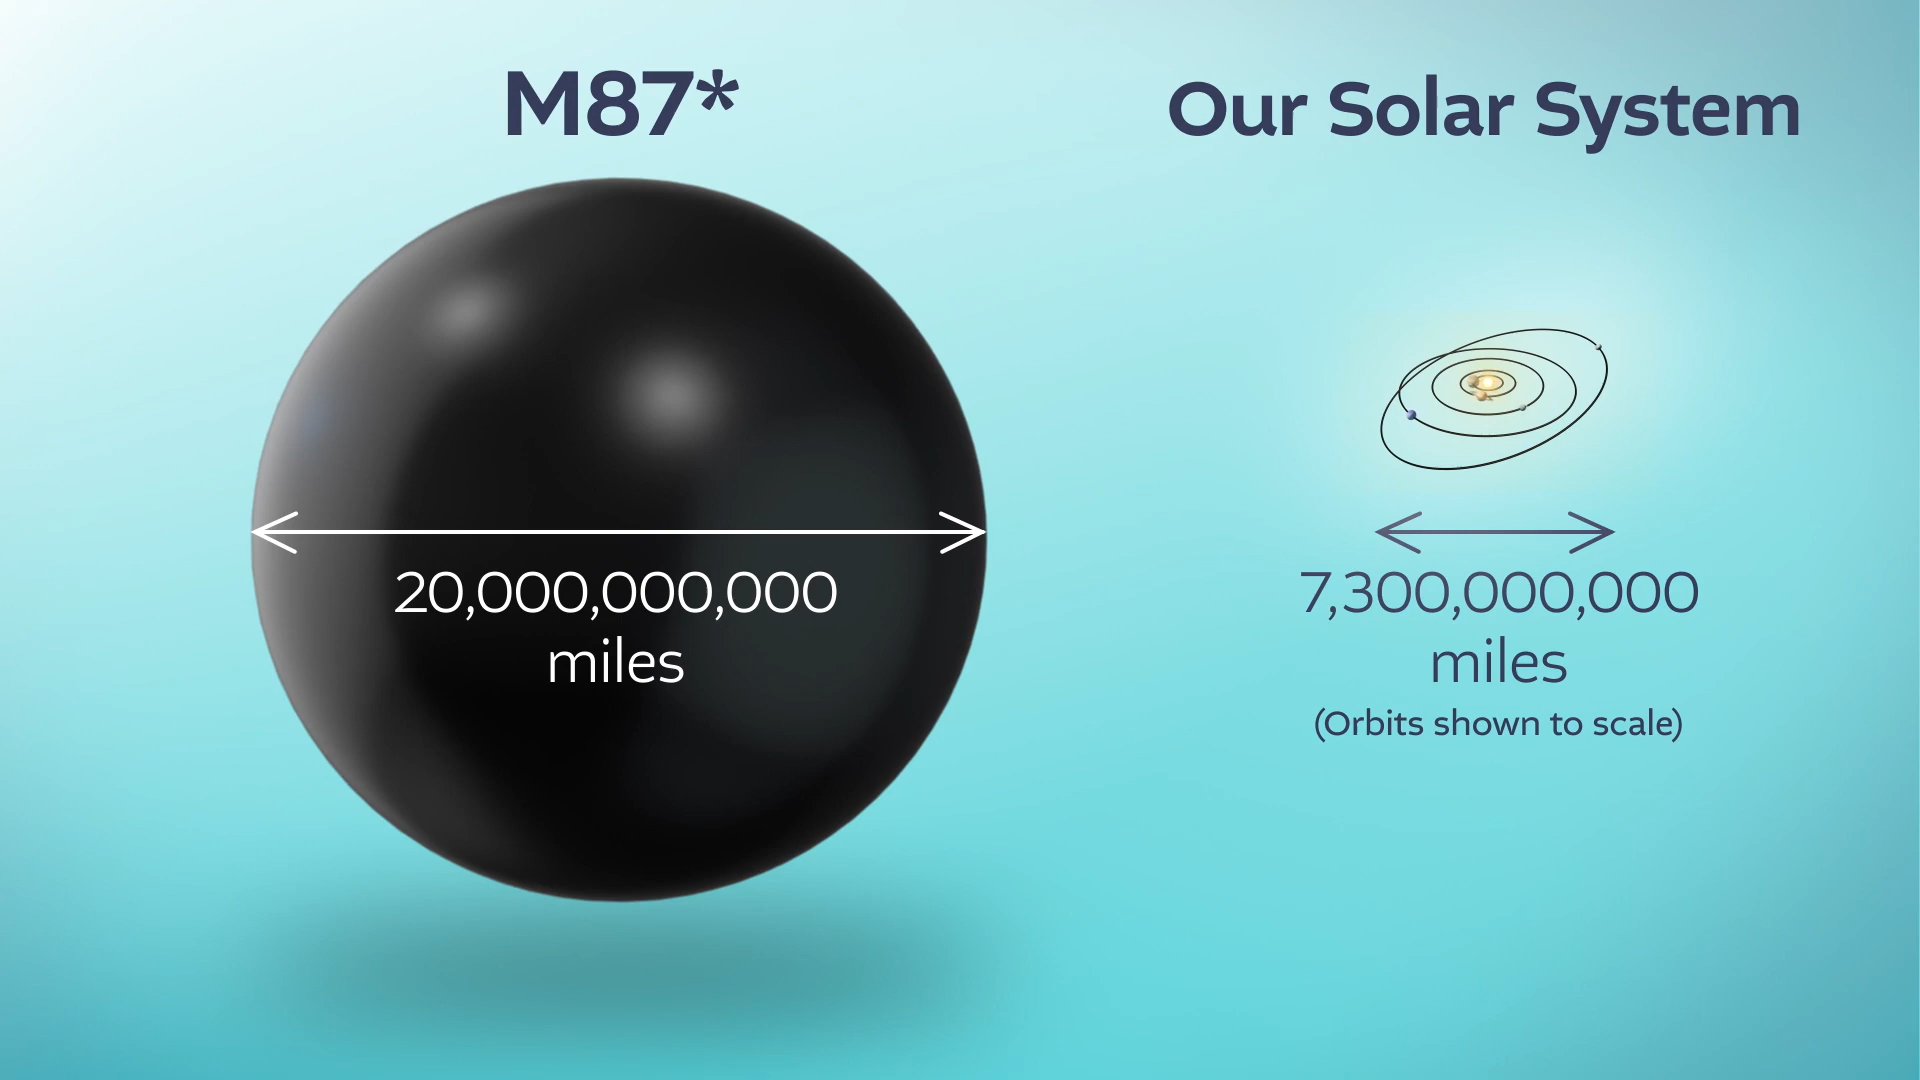 M87*
20,000,000,000
miles
Our Solar System
7,300,000,000
miles
(Orbits shown to scale)